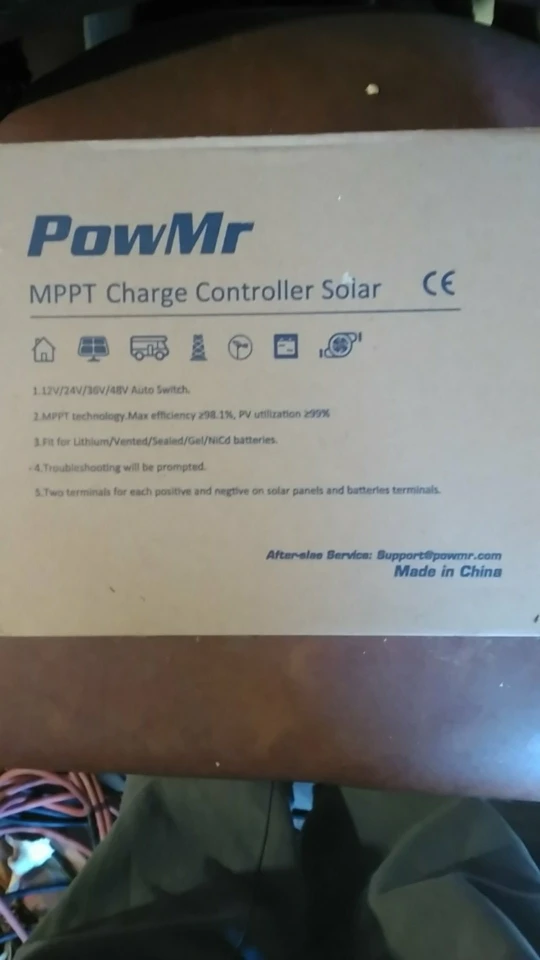 PowMr
MPPT Charge Controller Solar CE
1.12V/24V/36V/48V Auto Switch.
2.MPPT technology.Max efficiency ≥98.1%, PV utilization ≥99%
3.Fit for Lithium/Vented/Sealed/Gel/NiCd batteries.
4.Troubleshooting will be prompted.
5.Two terminals for each positive and negtive on solar panels and batteries terminals.
After-slae Service: Support@powmr.com
Made in China